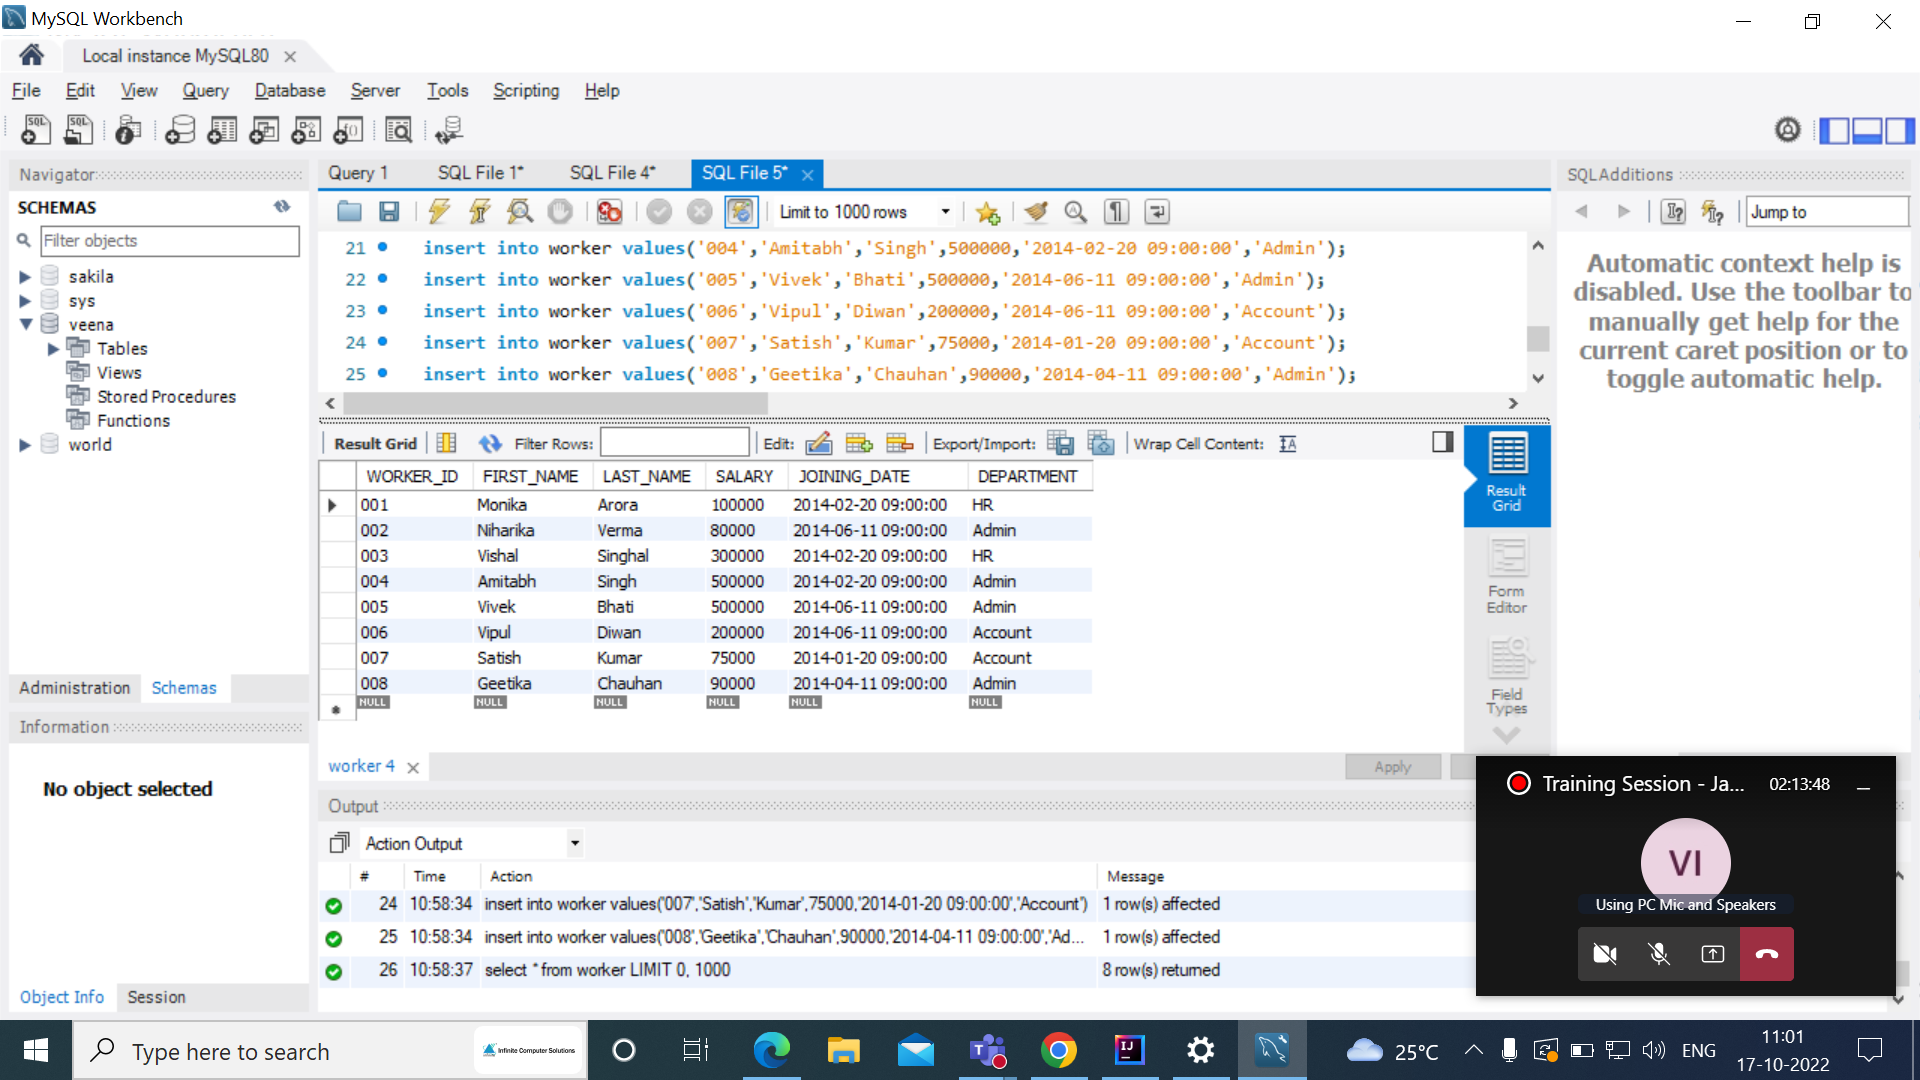 MySQL Workbench
Local instance MySQL80
File Edit View Query Database Server Tools Scripting Help
Navigator
SCHEMAS
Filter objects
sakila
sys
veena
Tables
Views
Stored Procedures
Functions
world
Administration Schemas
Information
No object selected
Object Info Session
Query 1 SQL File 1* SQL File 4* SQL File 5*
Limit to 1000 rows
21 insert into worker values('004','Amitabh','Singh',500000,'2014-02-20 09:00:00','Admin');
22 insert into worker values('005','Vivek','Bhati',500000,'2014-06-11 09:00:00','Admin');
23 insert into worker values('006','Vipul','Diwan',200000,'2014-06-11 09:00:00','Account');
24 insert into worker values('007','Satish','Kumar',75000,'2014-01-20 09:00:00','Account');
25 insert into worker values('008','Geetika','Chauhan',90000,'2014-04-11 09:00:00','Admin');
Result Grid Filter Rows: Edit: Export/Import: Wrap Cell Content:
WORKER_ID FIRST_NAME LAST_NAME SALARY JOINING_DATE DEPARTMENT
001 Monika Arora 100000 2014-02-20 09:00:00 HR
002 Niharika Verma 80000 2014-06-11 09:00:00 Admin
003 Vishal Singhal 300000 2014-02-20 09:00:00 HR
004 Amitabh Singh 500000 2014-02-20 09:00:00 Admin
005 Vivek Bhati 500000 2014-06-11 09:00:00 Admin
006 Vipul Diwan 200000 2014-06-11 09:00:00 Account
007 Satish Kumar 75000 2014-01-20 09:00:00 Account
008 Geetika Chauhan 90000 2014-04-11 09:00:00 Admin
NULL NULL NULL NULL NULL NULL
Result
Grid
Form
Editor
Field
Types
worker 4
Apply
Output
Action Output
# Time Action Message
24 10:58:34 insert into worker values('007','Satish','Kumar',75000,'2014-01-20 09:00:00','Account') 1 row(s) affected
25 10:58:34 insert into worker values('008','Geetika','Chauhan',90000,'2014-04-11 09:00:00','Ad... 1 row(s) affected
26 10:58:37 select * from worker LIMIT 0, 1000 8 row(s) returned
SQLAdditions
Jump to
Automatic context help is
disabled. Use the toolbar to
manually get help for the
current caret position or to
toggle automatic help.
Training Session - Ja... 02:13:48
VI
Using PC Mic and Speakers
Type here to search
Infinite Computer Solutions
25°C
ENG
11:01
17-10-2022